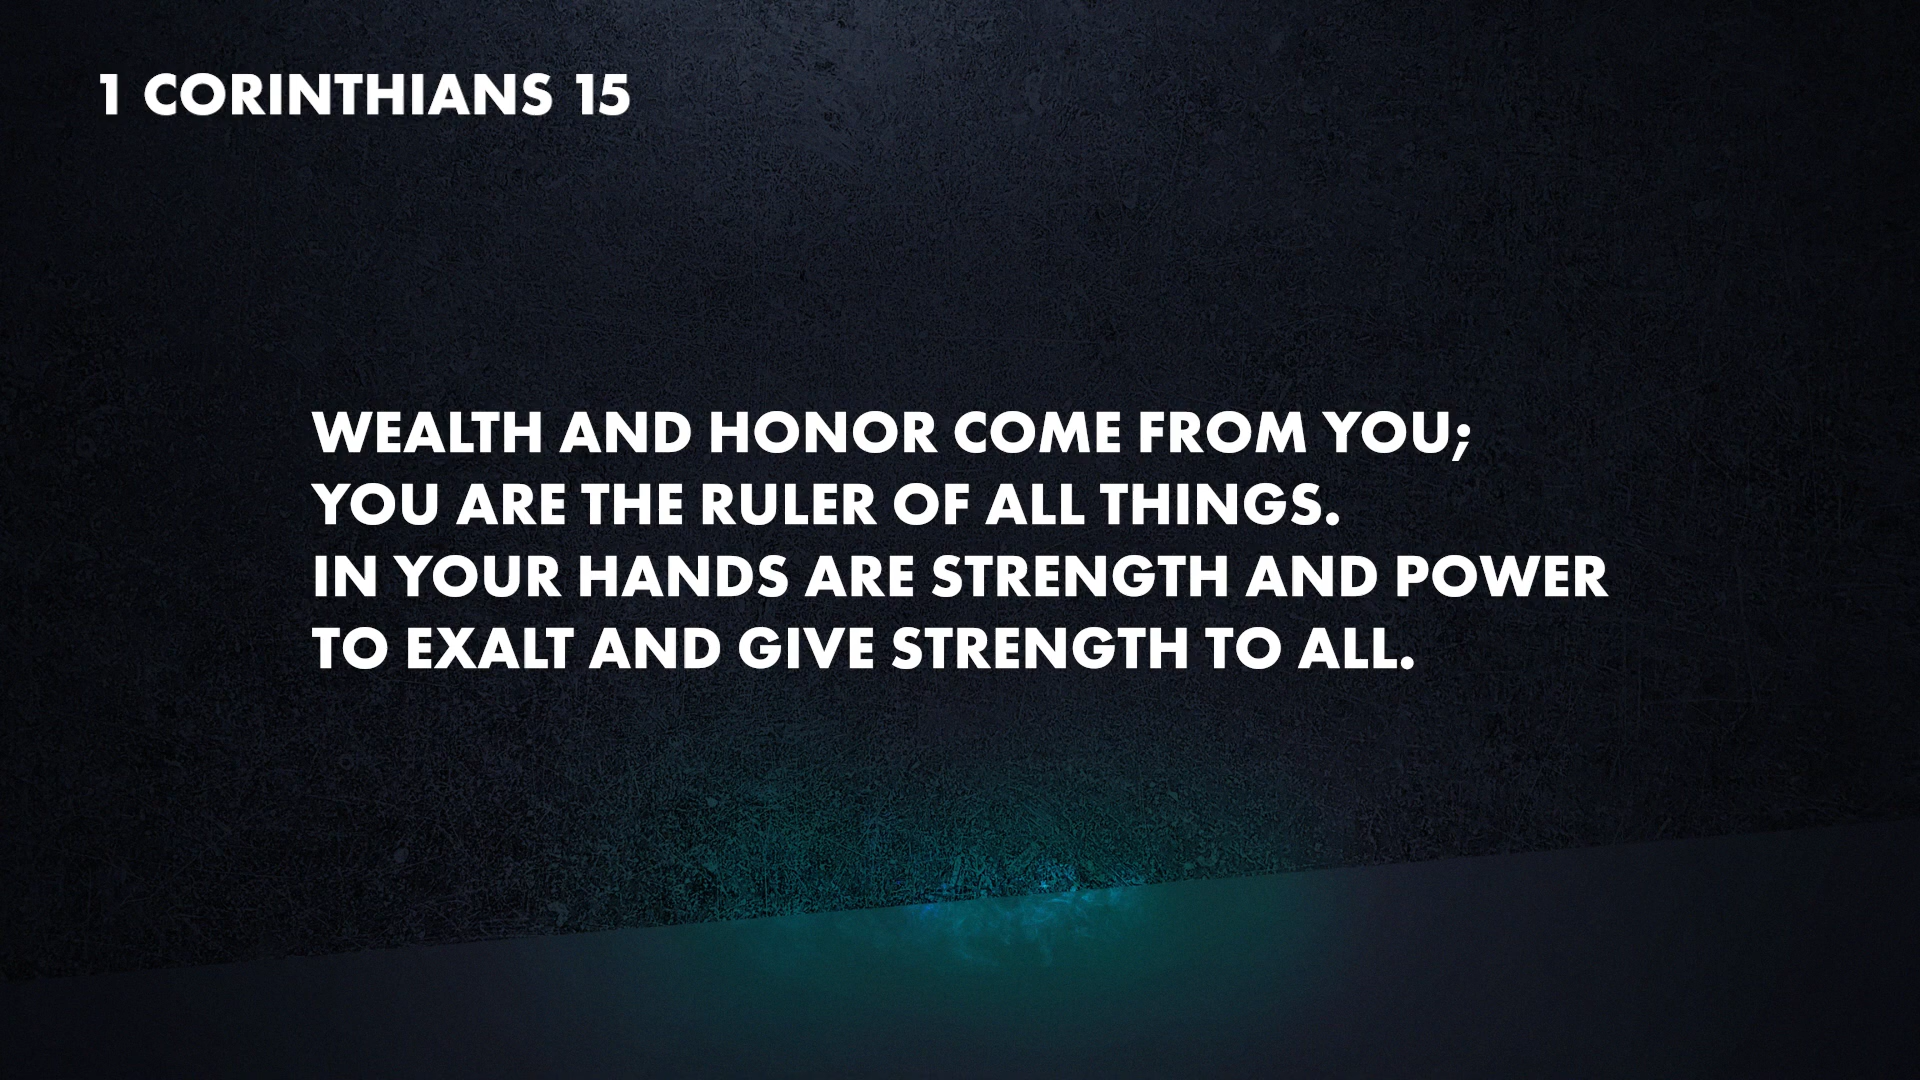 1 CORINTHIANS 15
WEALTH AND HONOR COME FROM YOU;
YOU ARE THE RULER OF ALL THINGS.
IN YOUR HANDS ARE STRENGTH AND POWER
TO EXALT AND GIVE STRENGTH TO ALL.